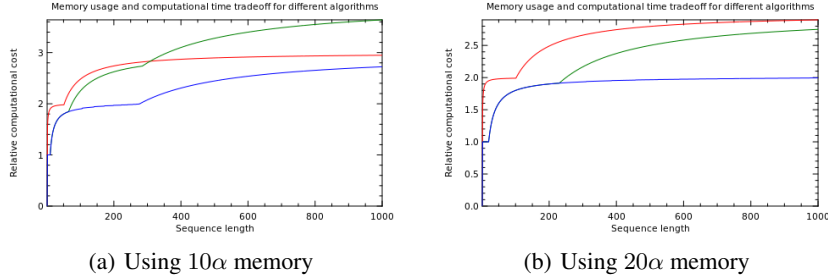 Memory usage and computational time tradeoff for different algorithms
Relative computational cost
3
2
1
0
200
400
600
800
1000
Sequence length
(a) Using 10α memory
Memory usage and computational time tradeoff for different algorithms
Relative computational cost
2.5
2.0
1.5
1.0
0.5
0.0
200
400
600
800
1000
Sequence length
(b) Using 20α memory